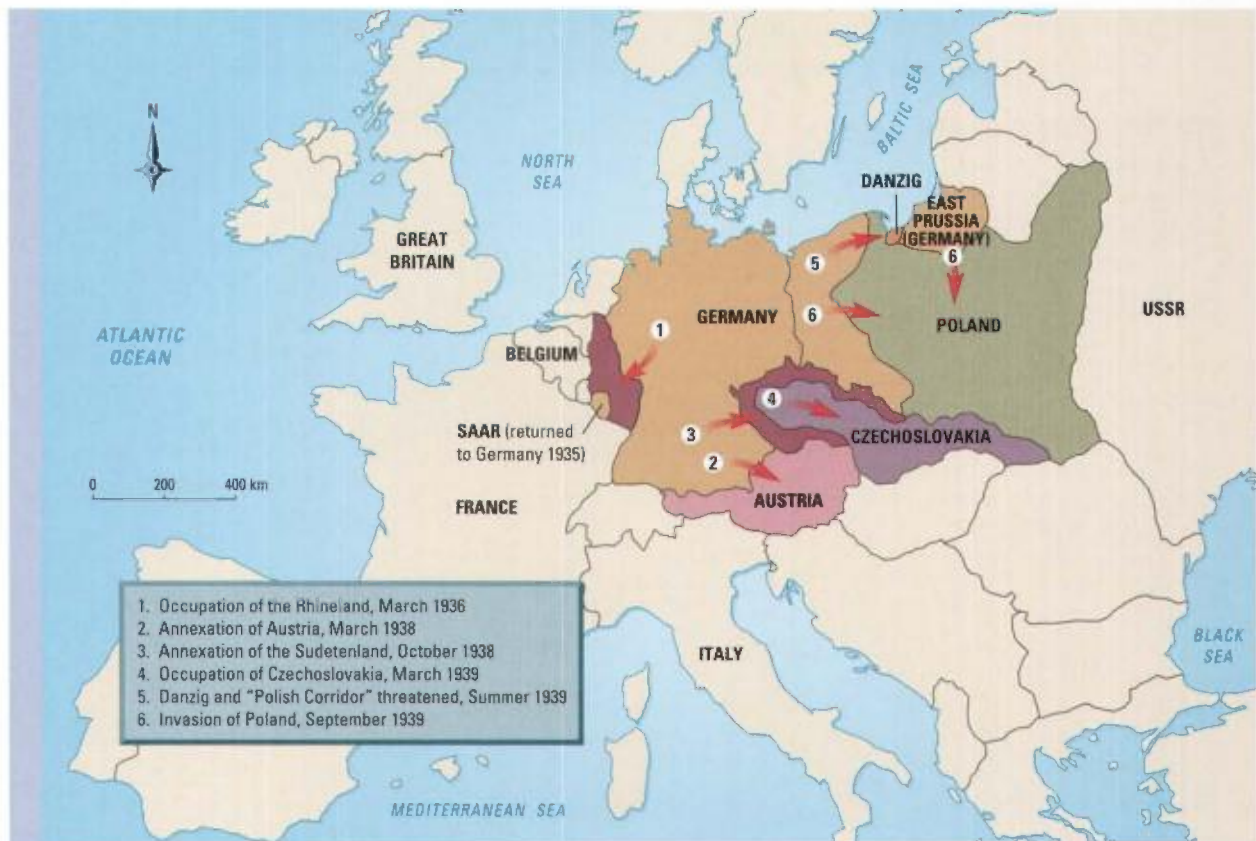 N
BALTIC SEA
NORTH
SEA
DANZIG
EAST
PRUSSIA
(GERMANY)
GREAT
BRITAIN
5
6
6
GERMANY
POLAND
USSR
ATLANTIC
OCEAN
1
BELGIUM
4
SAAR (returned
to Germany 1935)
3
CZECHOSLOVAKIA
2
0 200 400 km
AUSTRIA
FRANCE
1. Occupation of the Rhineland, March 1936
2. Annexation of Austria, March 1938
3. Annexation of the Sudetenland, October 1938
4. Occupation of Czechoslovakia, March 1939
5. Danzig and "Polish Corridor" threatened, Summer 1939
6. Invasion of Poland, September 1939
ITALY
BLACK
SEA
MEDITERRANEAN SEA